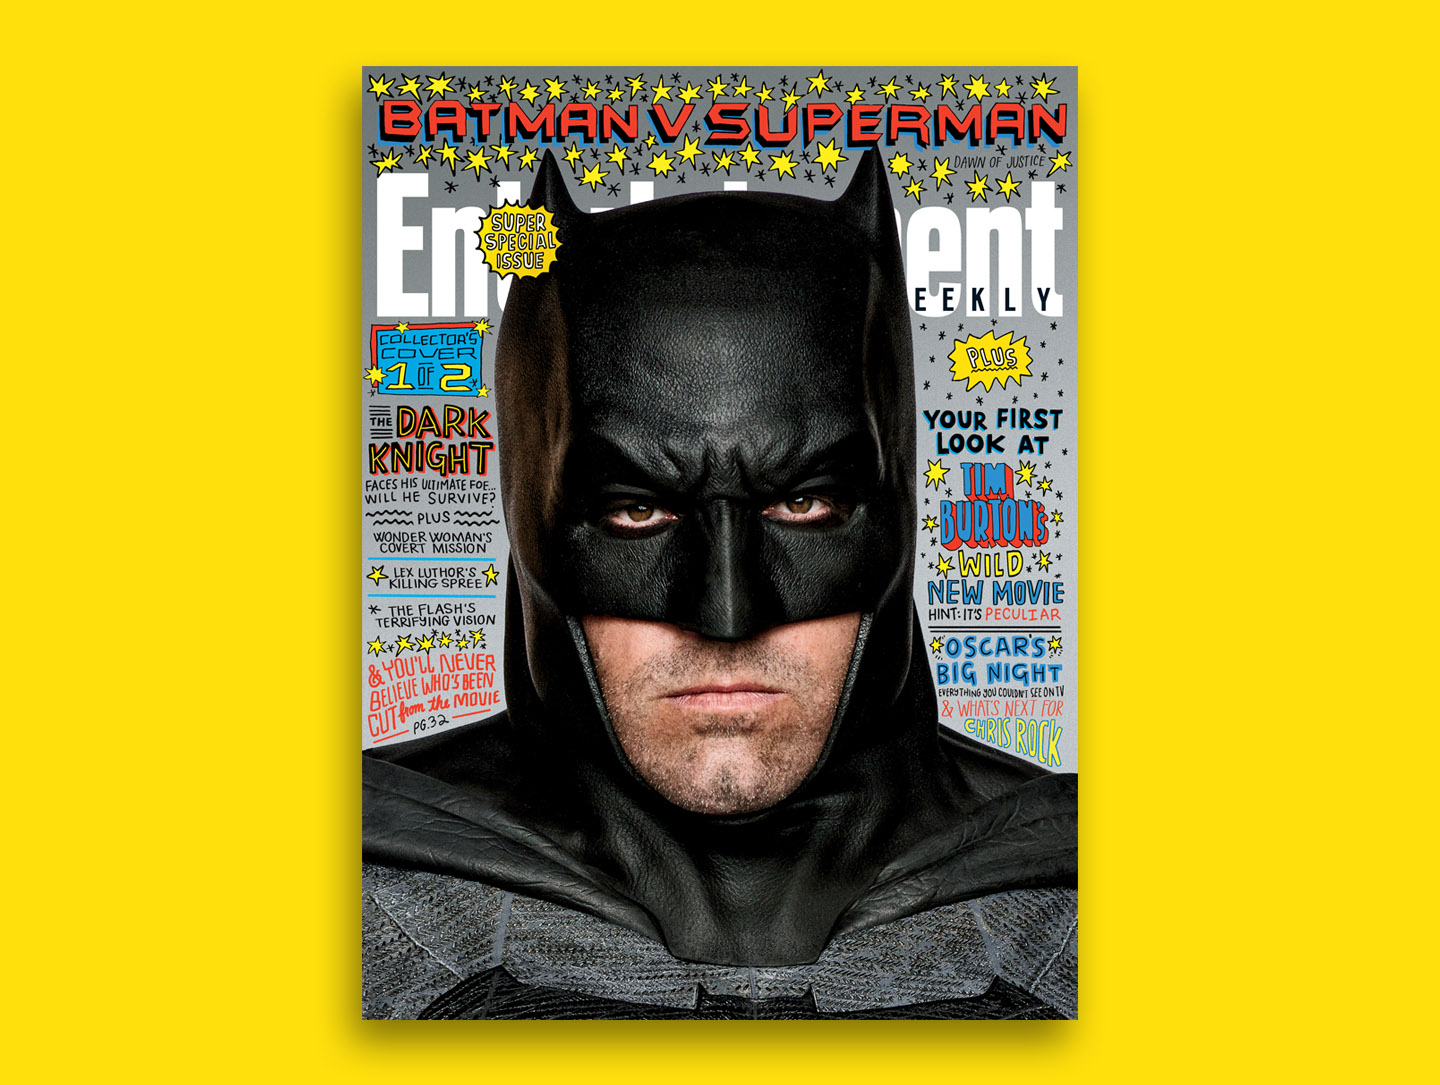 BATMAN V SUPERMAN
DAWN OF JUSTICE
SUPER
SPECIAL
ISSUE
EEKLY
COLLECTOR'S
COVER
1 OF 2
THE DARK
KNIGHT
FACES HIS ULTIMATE FOE...
WILL HE SURVIVE?
PLUS
WONDER WOMAN'S
COVERT MISSION
LEX LUTHOR'S
KILLING SPREE
* THE FLASH'S
TERRIFYING VISION
& YOU'LL NEVER
BELIEVE WHO'S BEEN
CUT from the MOVIE
PG.32
PLUS
YOUR FIRST
LOOK AT
TIM
BURTON'S
WILD
NEW MOVIE
HINT: IT'S PECULIAR
OSCAR'S
BIG NIGHT
EVERYTHING YOU COULDN'T SEE ON TV
& WHAT'S NEXT FOR
CHRIS ROCK